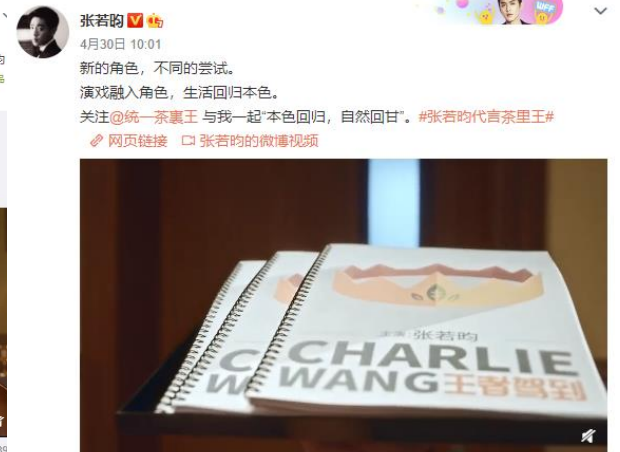 张若昀
4月30日 10:01
新的角色，不同的尝试。
演戏融入角色，生活回归本色。
关注@统一茶裏王 与我一起“本色回归，自然回甘”。#张若昀代言茶里王#
网页链接 张若昀的微博视频
主演：张若昀
CHARLIE
WANG王者驾到
C
W